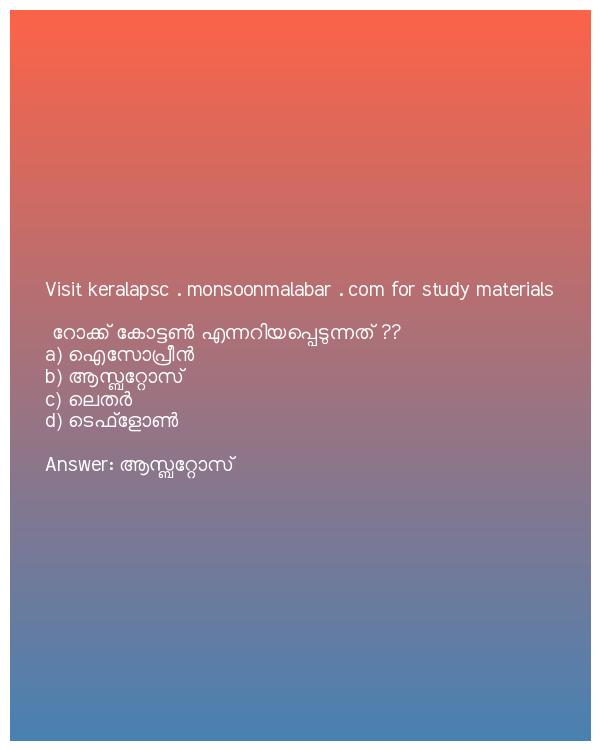 Visit keralapsc . monsoonmalabar . com for study materials
റോക്ക് കോട്ടൺ എന്നറിയപ്പെടുന്നത് ??
a) ഐസോപ്രീൻ
b) ആസ്ബറ്റോസ്
c) ലെതർ
d) ടെഫ്ളോൺ
Answer: ആസ്ബറ്റോസ്